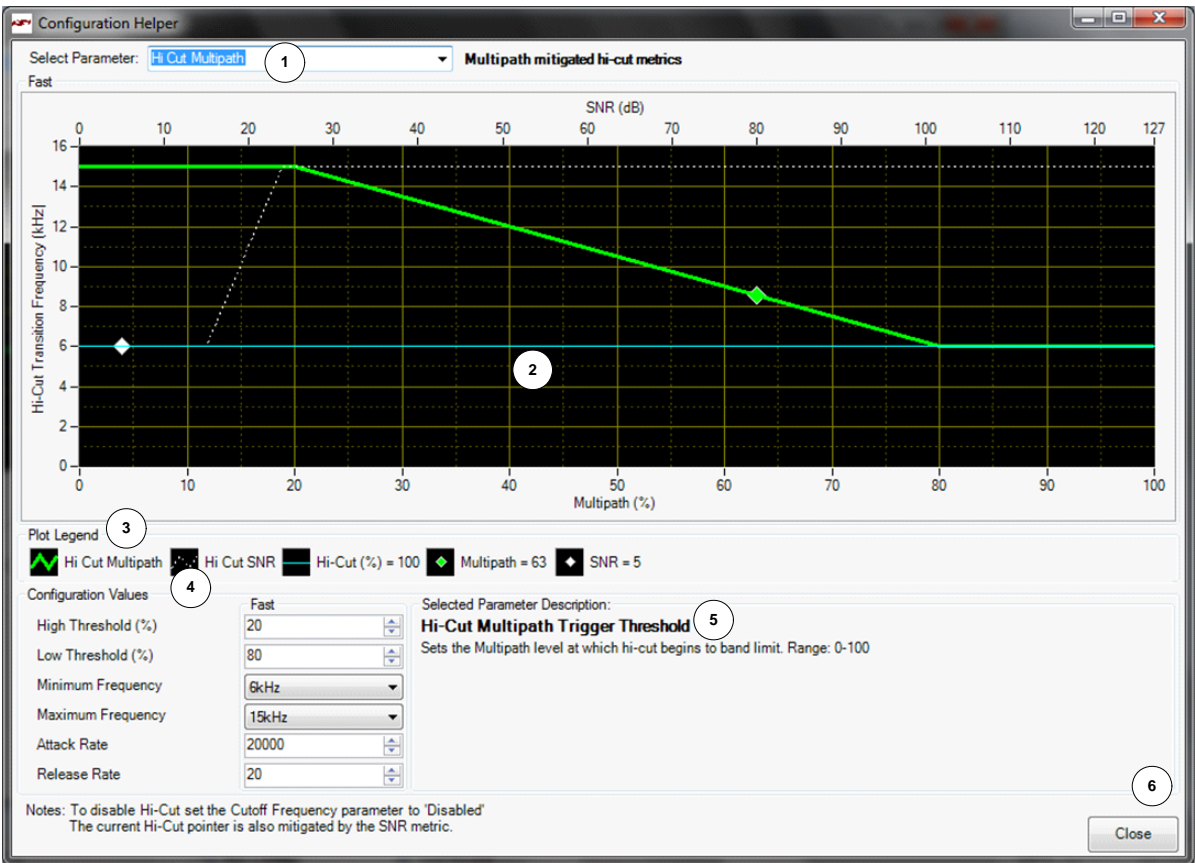 Configuration Helper
Select Parameter: Hi Cut Multipath 1 Multipath mitigated hi-cut metrics
Fast
SNR (dB)
0 10 20 30 40 50 60 70 80 90 100 110 120 127
Hi-Cut Transition Frequency (kHz)
16
14
12
10
8
6
4
2
0
2
0 10 20 30 40 50 60 70 80 90 100
Multipath (%)
Plot Legend 3
Hi Cut Multipath Hi Cut SNR Hi-Cut (%) = 100 Multipath = 63 SNR = 5
4
Configuration Values
Fast
High Threshold (%) 20
Low Threshold (%) 80
Minimum Frequency 6kHz
Maximum Frequency 15kHz
Attack Rate 20000
Release Rate 20
Selected Parameter Description:
Hi-Cut Multipath Trigger Threshold 5
Sets the Multipath level at which hi-cut begins to band limit. Range: 0-100
6
Notes: To disable Hi-Cut set the Cutoff Frequency parameter to 'Disabled'
The current Hi-Cut pointer is also mitigated by the SNR metric.
Close